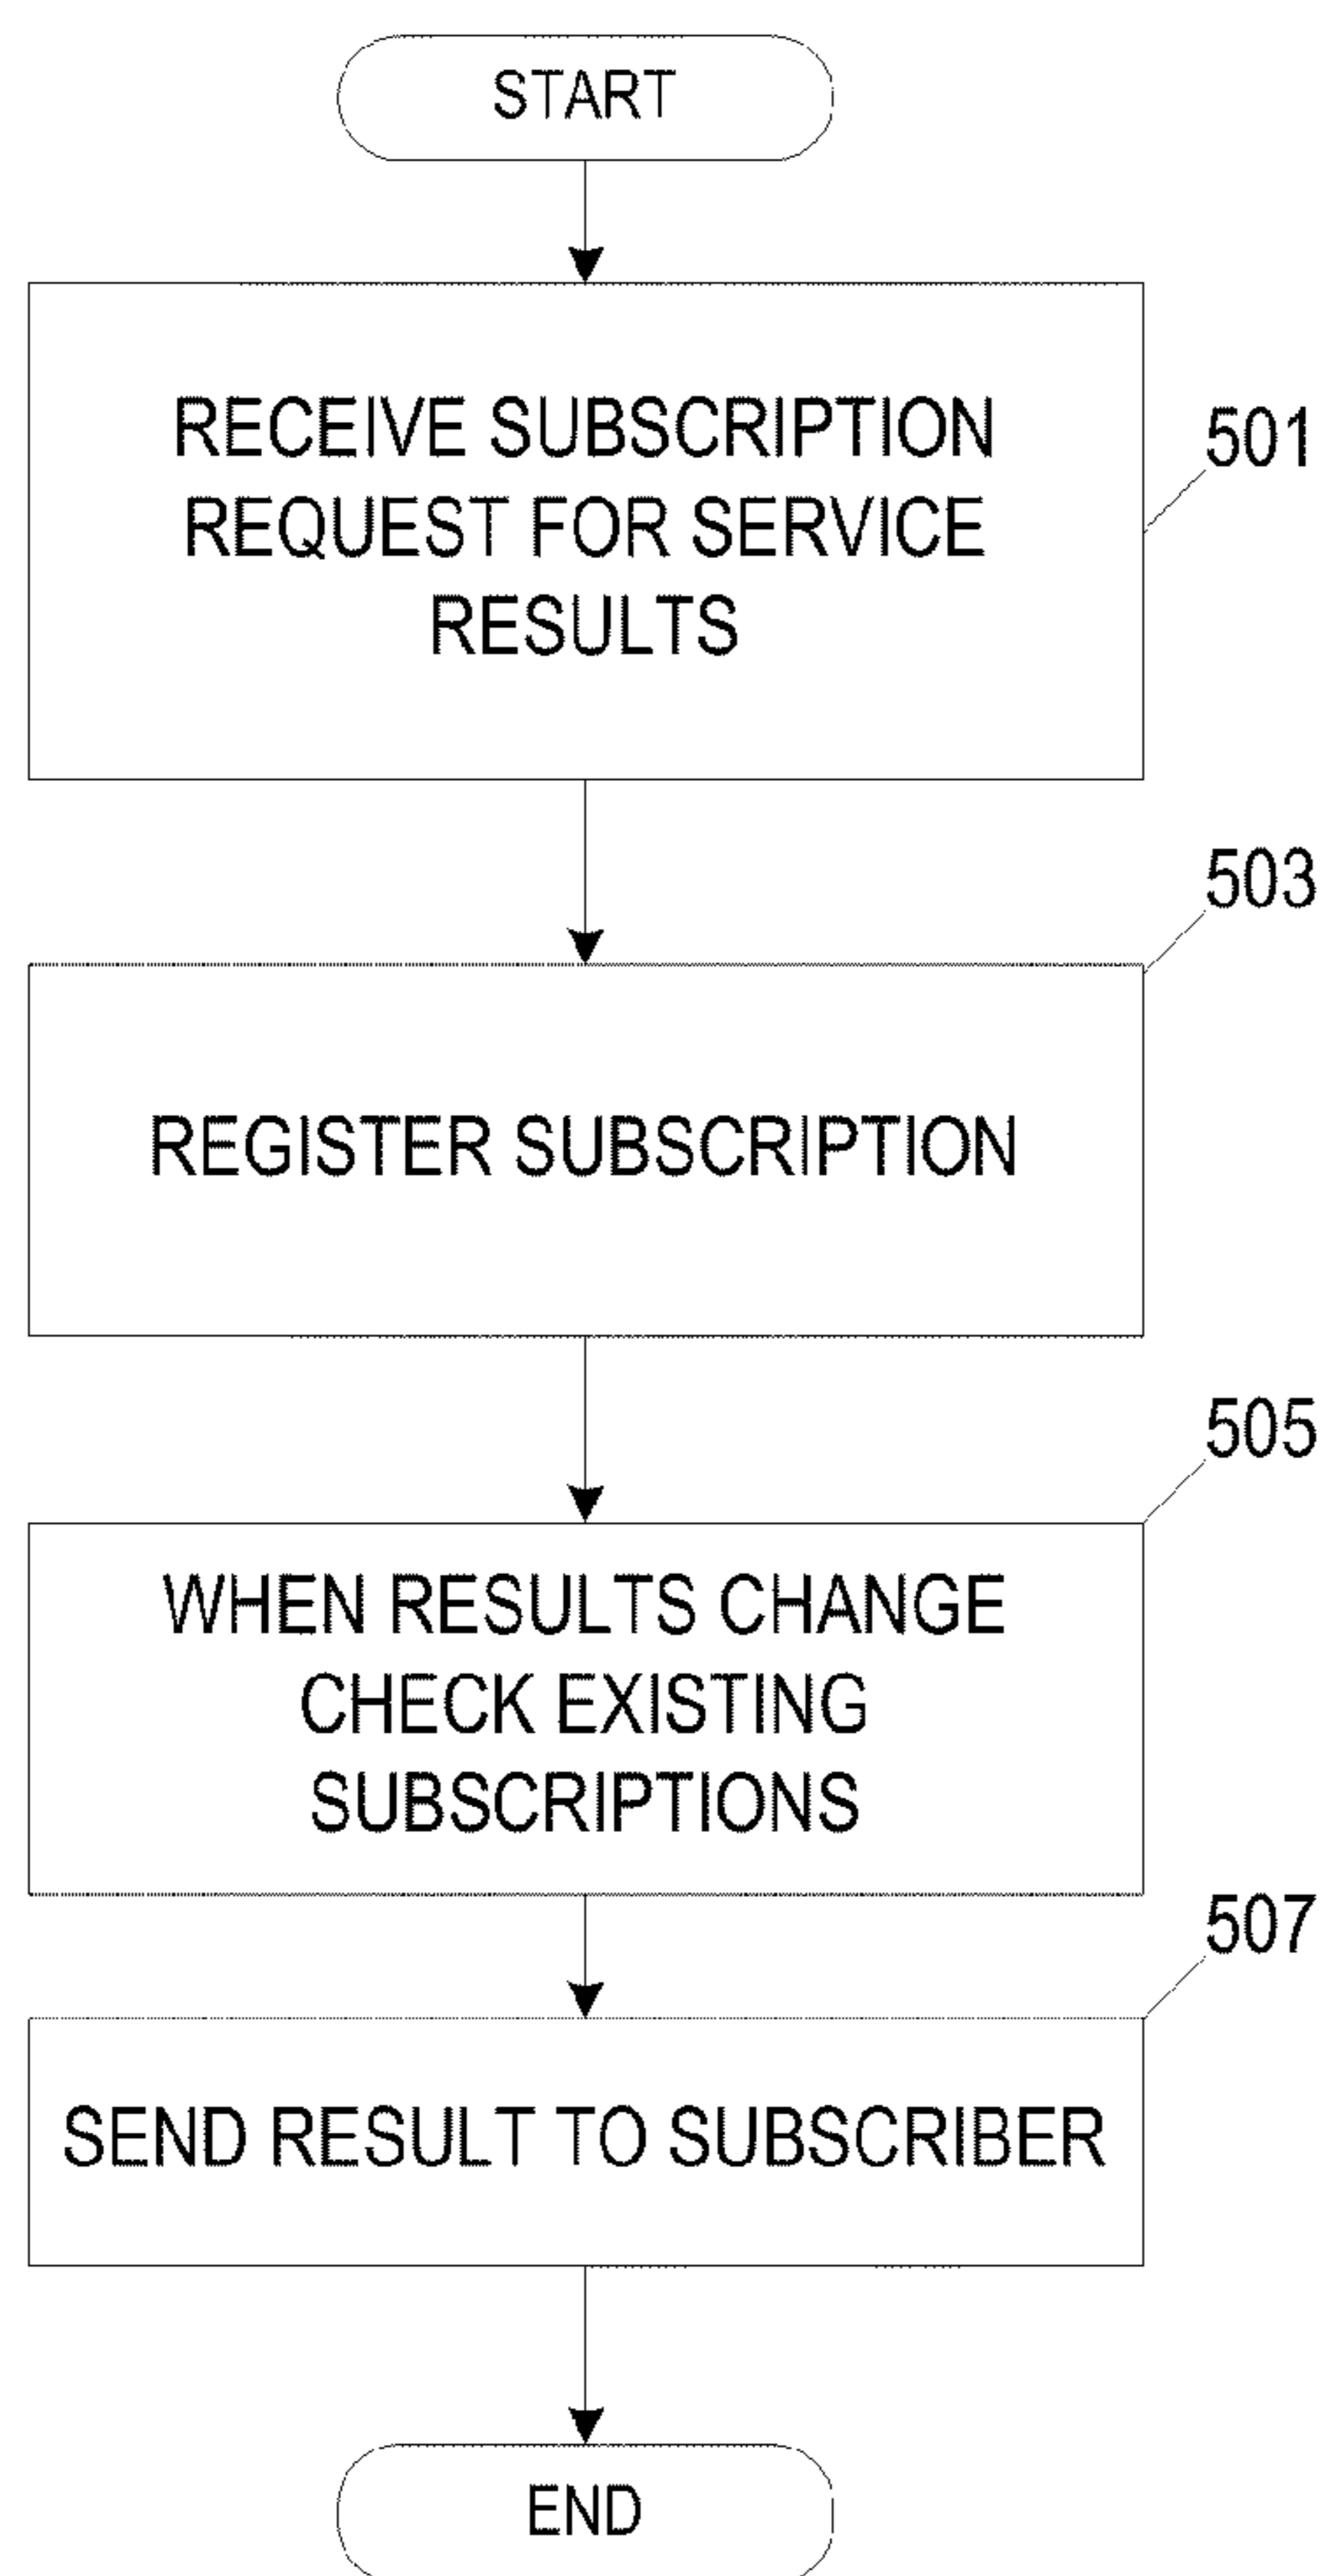 START
RECEIVE SUBSCRIPTION
REQUEST FOR SERVICE
RESULTS
501
503
REGISTER SUBSCRIPTION
505
WHEN RESULTS CHANGE
CHECK EXISTING
SUBSCRIPTIONS
507
SEND RESULT TO SUBSCRIBER
END